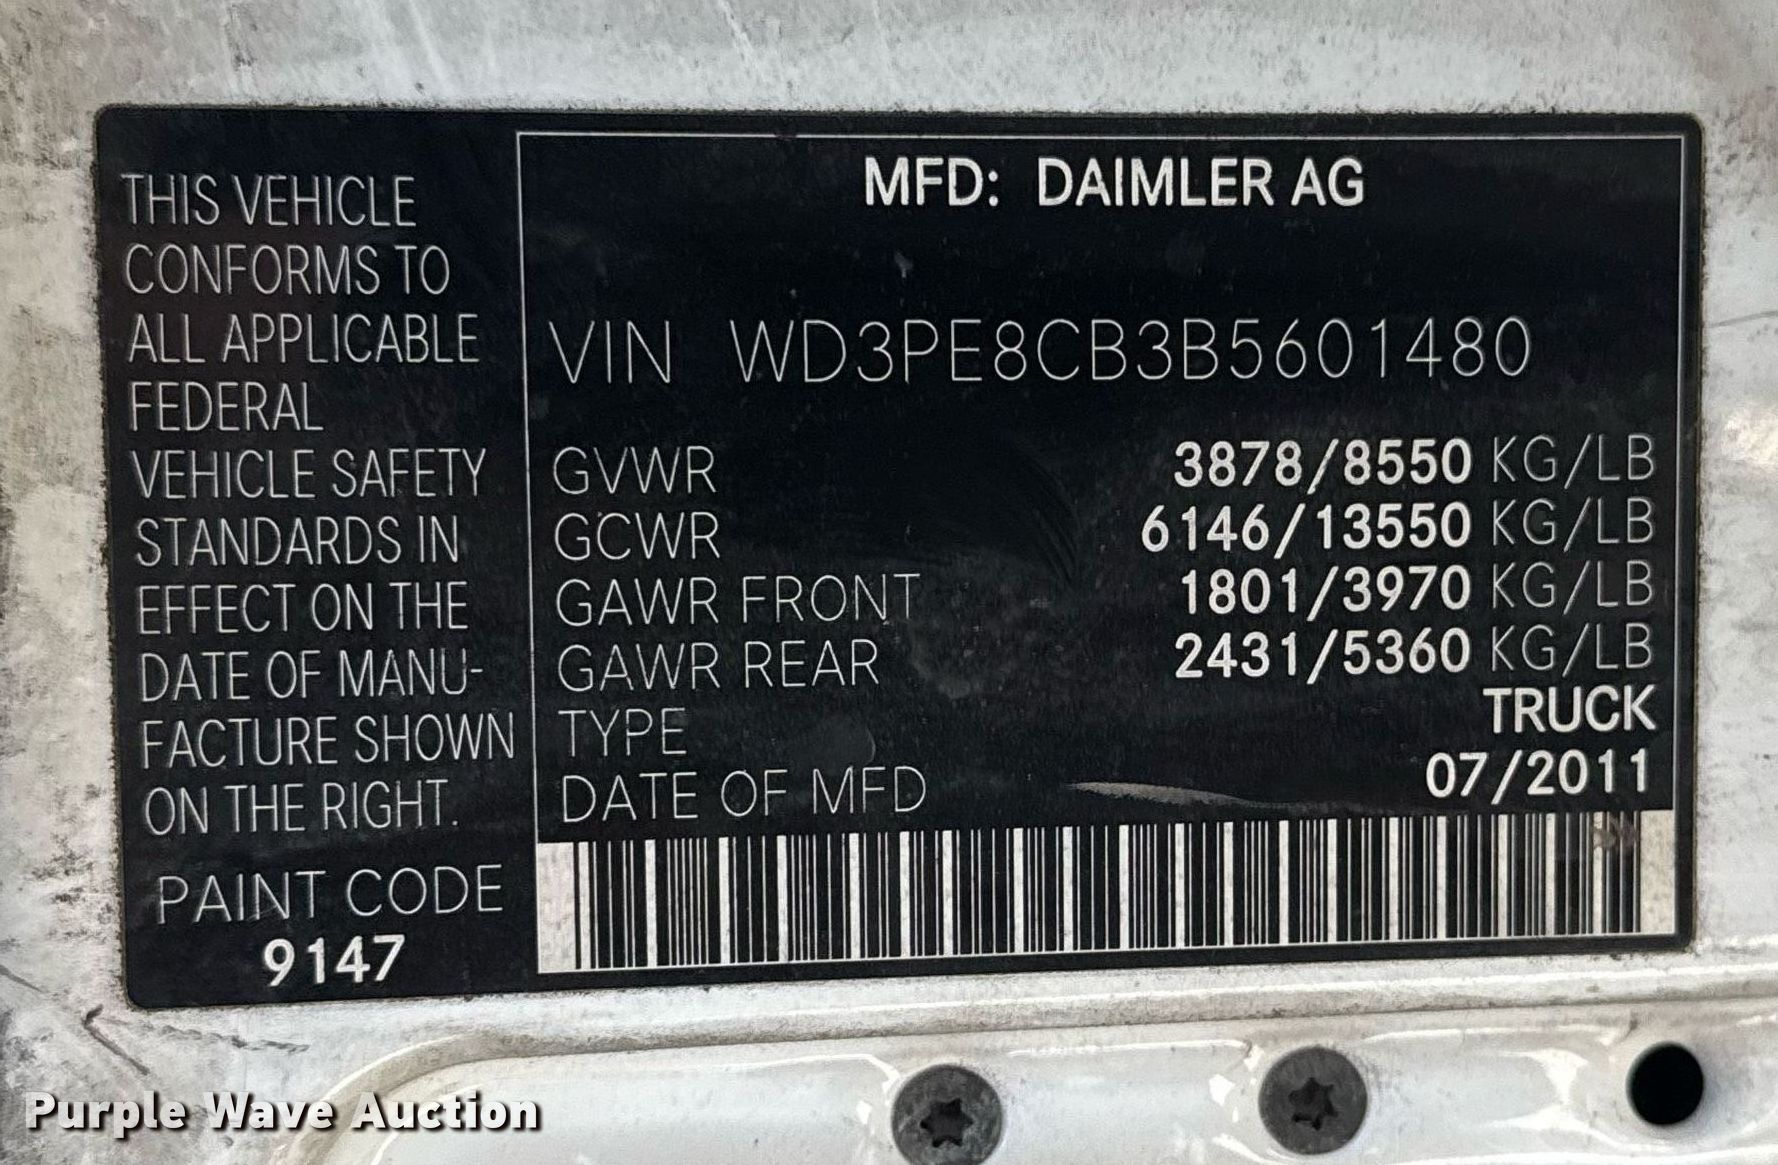 THIS VEHICLE
CONFORMS TO
ALL APPLICABLE
FEDERAL
VEHICLE SAFETY
STANDARDS IN
EFFECT ON THE
DATE OF MANU-
FACTURE SHOWN
ON THE RIGHT.
PAINT CODE
9147
MFD: DAIMLER AG
VIN WD3PE8CB3B5601480
GVWR 3878/8550 KG/LB
GCWR 6146/13550 KG/LB
GAWR FRONT 1801/3970 KG/LB
GAWR REAR 2431/5360 KG/LB
TYPE TRUCK
DATE OF MFD 07/2011
Purple Wave Auction